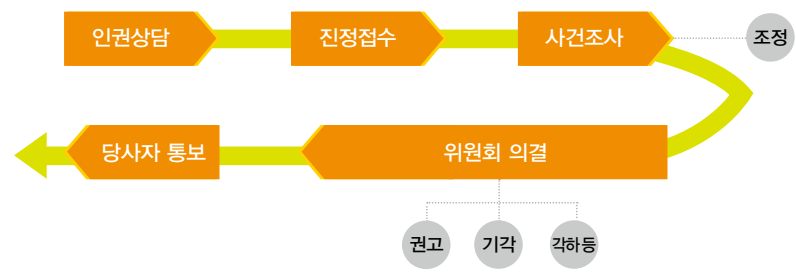 인권상담
진정접수
사건조사
조정
위원회 의결
당사자 통보
권고
기각
각하등